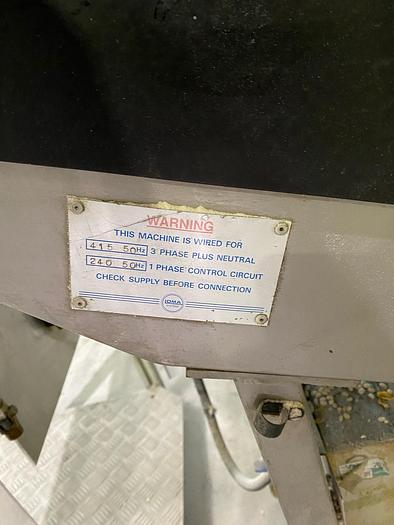 WARNING
THIS MACHINE IS WIRED FOR
415 50Hz 3 PHASE PLUS NEUTRAL
240 50Hz 1 PHASE CONTROL CIRCUIT
CHECK SUPPLY BEFORE CONNECTION